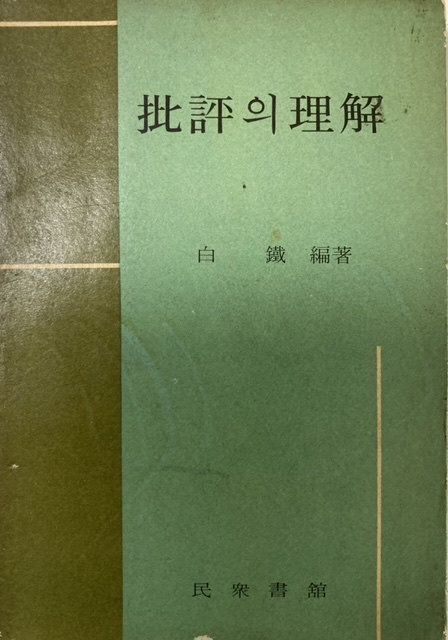 批評의理解
白 鐵 編著
民衆書舘